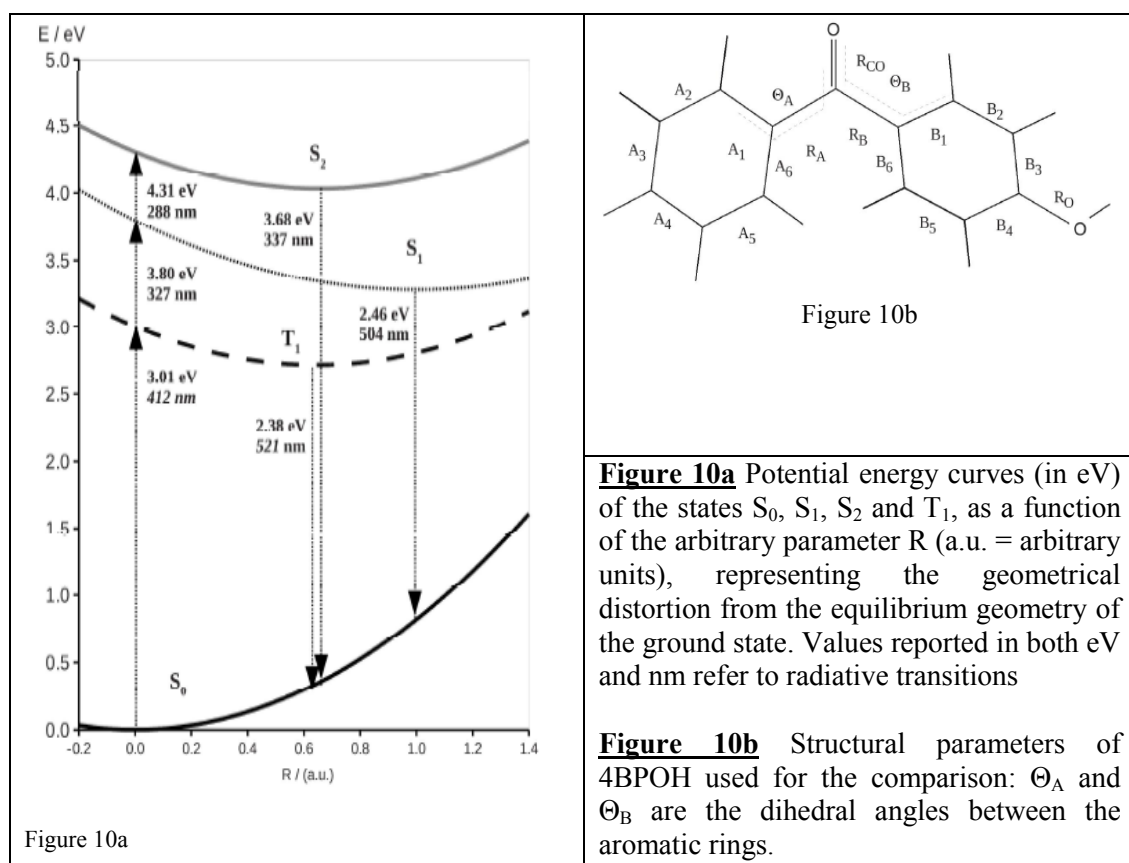 E / eV
5.0
4.5
4.0
3.5
3.0
2.5
2.0
1.5
1.0
0.5
0.0
-0.2 0.0 0.2 0.4 0.6 0.8 1.0 1.2 1.4
R / (a.u.)
S2
4.31 eV
288 nm
3.68 eV
337 nm
S1
3.80 eV
327 nm
2.46 eV
504 nm
T1
3.01 eV
412 nm
2.38 eV
521 nm
S0
Figure 10a
O
RCO
ΘA
ΘB
A2
B2
A3
A1
RA
RB
B1
B3
A6
B6
RO
A4
A5
B5
B4
O
Figure 10b
Figure 10a Potential energy curves (in eV)
of the states S0, S1, S2 and T1, as a function
of the arbitrary parameter R (a.u. = arbitrary
units), representing the geometrical
distortion from the equilibrium geometry of
the ground state. Values reported in both eV
and nm refer to radiative transitions
Figure 10b Structural parameters of
4BPOH used for the comparison: ΘA and
ΘB are the dihedral angles between the
aromatic rings.